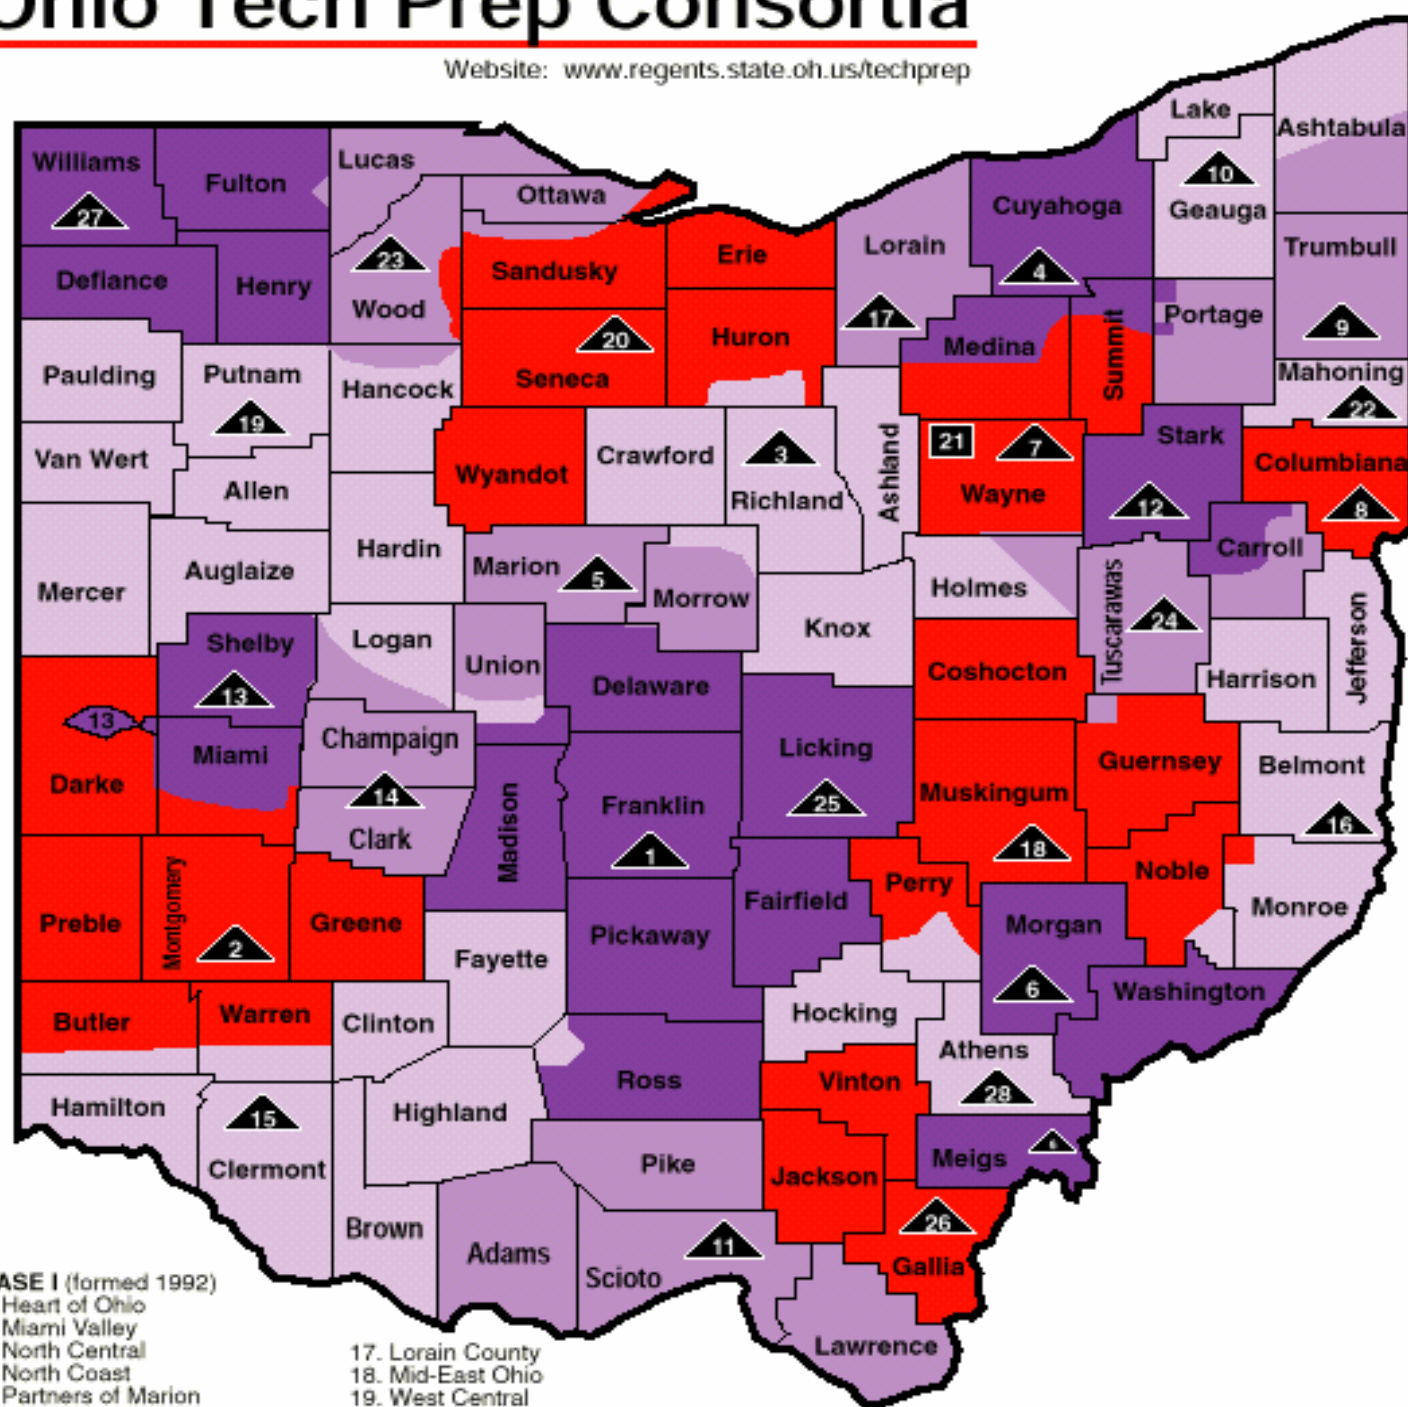 Ohio Tech Prep Consortia
Website: www.regents.state.oh.us/techprep
Lake
Ashtabula
Williams
Fulton
Lucas
Ottawa
10
Geauga
27
Cuyahoga
Lorain
Trumbull
Defiance
Henry
23
Wood
Sandusky
Erie
4
17
Medina
Summit
Portage
9
20
Huron
Paulding
Putnam
Hancock
Seneca
Mahoning
22
19
Van Wert
Allen
Wyandot
Crawford
3
Richland
Ashland
21
7
Wayne
Stark
12
Columbiana
8
Mercer
Auglaize
Hardin
Marion
5
Morrow
Knox
Holmes
Tuscarawas
24
Carroll
Jefferson
Shelby
13
Logan
Union
Delaware
Coshocton
Harrison
13
Darke
Miami
Champaign
14
Clark
Madison
Franklin
1
Licking
25
Muskingum
18
Guernsey
Belmont
16
Preble
Montgomery
2
Greene
Fayette
Pickaway
Fairfield
Perry
Morgan
6
Noble
Monroe
Washington
Butler
Warren
Clinton
Hocking
Athens
28
Hamilton
15
Clermont
Highland
Ross
Vinton
Meigs
6
Pike
Jackson
26
Gallia
Brown
Adams
Scioto
11
Lawrence
ASE I (formed 1992)
Heart of Ohio
Miami Valley
North Central
North Coast
Partners of Marion
17. Lorain County
18. Mid-East Ohio
19. West Central